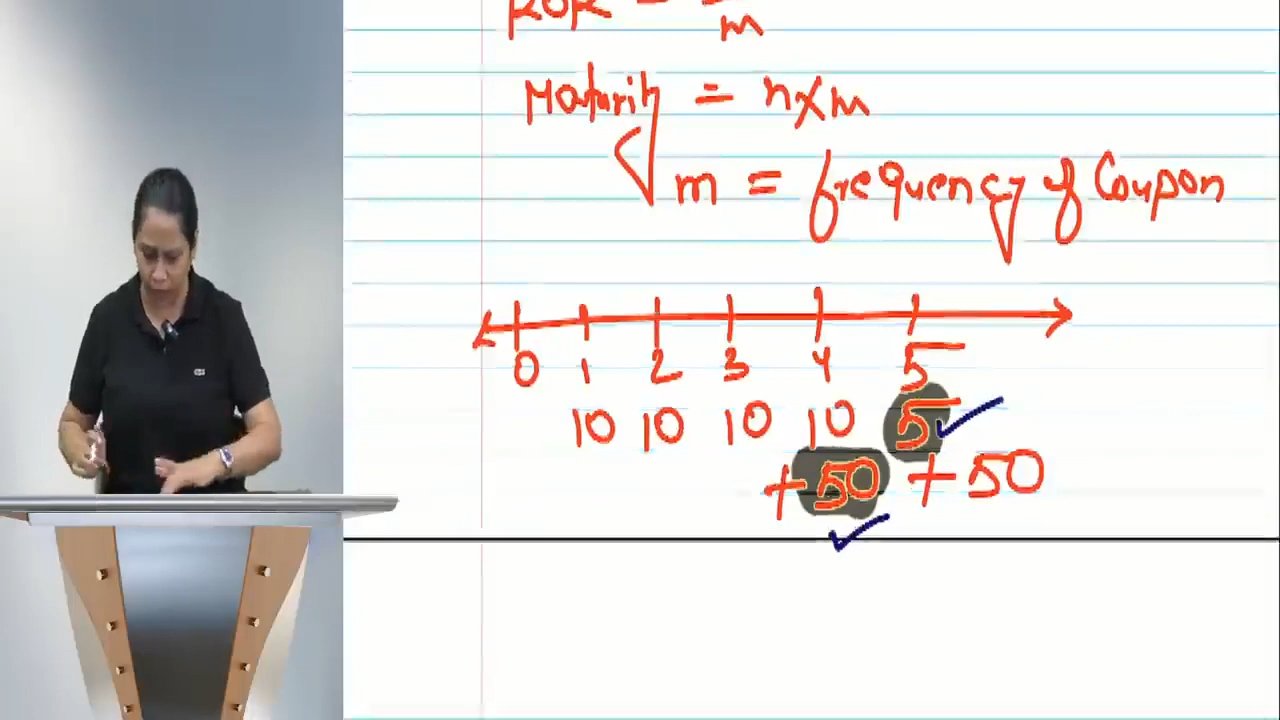 m
Maturity = n×m
m = frequency of Coupon
0 1 2 3 4 5
10 10 10 10 5
+50 +50